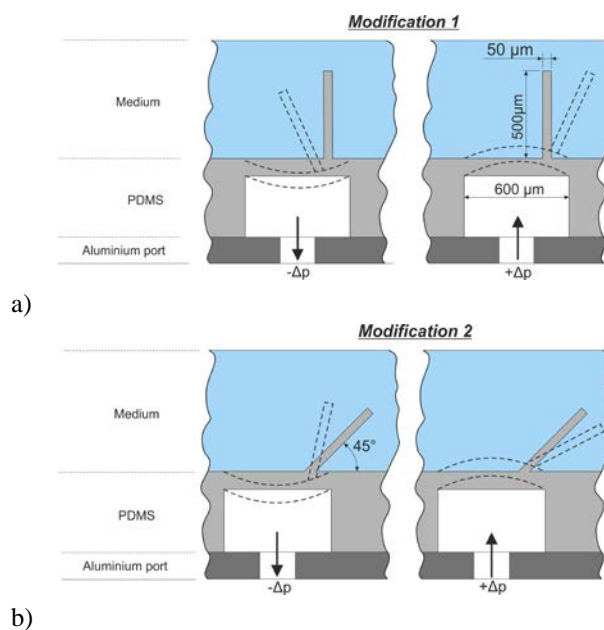 Modification 1
50 µm
Medium
500µm
PDMS
600 µm
Aluminium port
-Δp
+Δp
a)
Modification 2
Medium
45°
PDMS
Aluminium port
-Δp
+Δp
b)